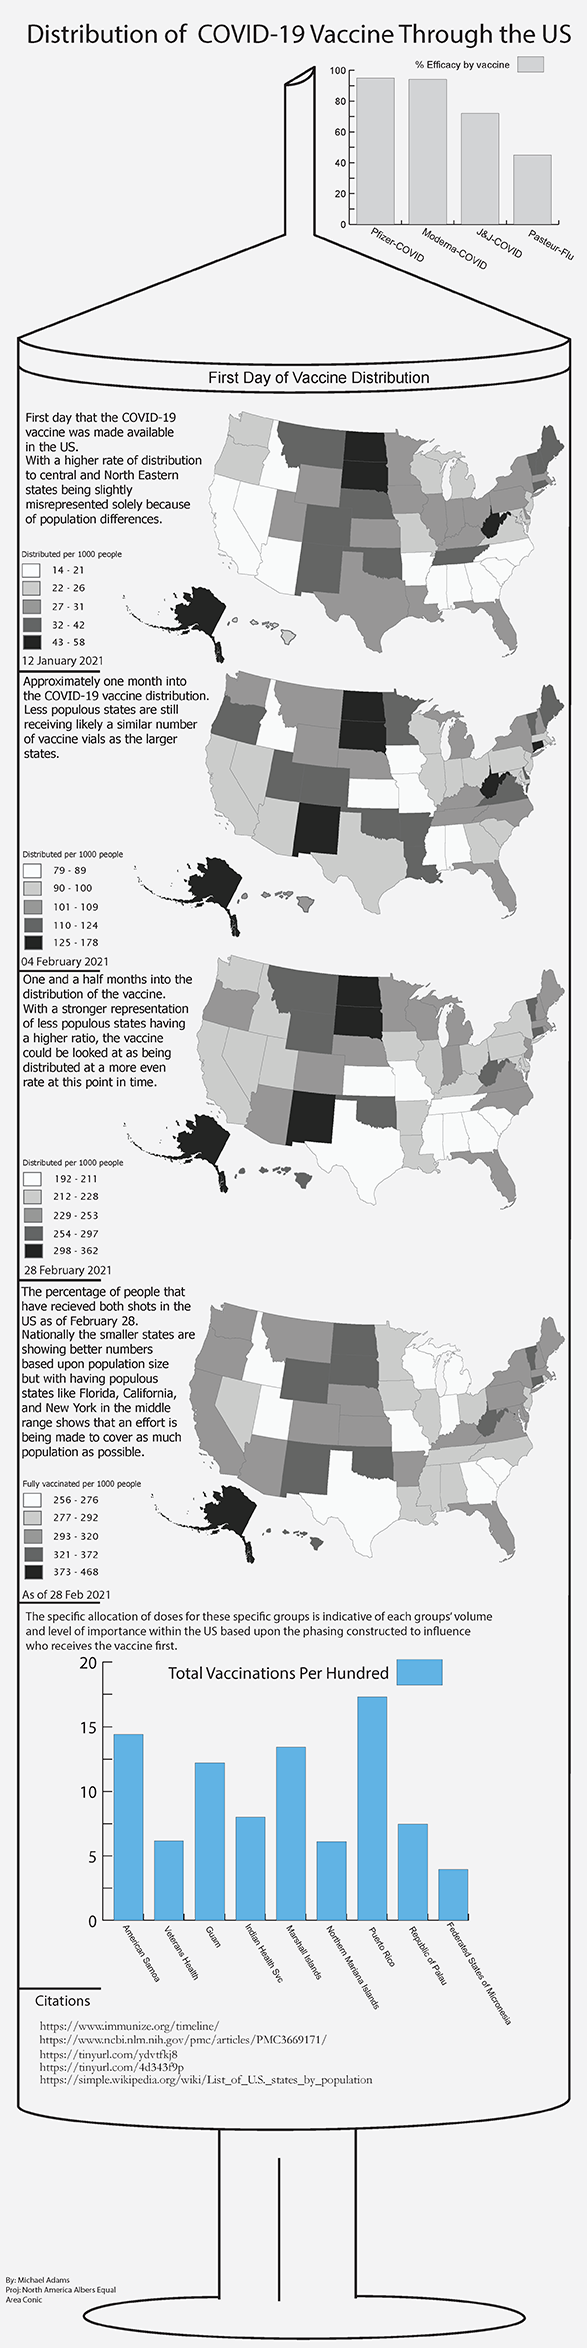 Distribution of COVID-19 Vaccine Through the US
% Efficacy by vaccine
100
80
60
40
20
0
Pfizer-COVID
Moderna-COVID
J&J-COVID
Pasteur-Flu
First Day of Vaccine Distribution
First day that the COVID-19
vaccine was made available
in the US.
With a higher rate of distribution
to central and North Eastern
states being slightly
misrepresented solely because
of population differences.
Distributed per 1000 people
14 - 21
22 - 26
27 - 31
32 - 42
43 - 58
12 January 2021
Approximately one month into
the COVID-19 vaccine distribution.
Less populous states are still
receiving likely a similar number
of vaccine vials as the larger
states.
Distributed per 1000 people
79 - 89
90 - 100
101 - 109
110 - 124
125 - 178
04 February 2021
One and a half months into the
distribution of the vaccine.
With a stronger representation
of less populous states having
a higher ratio, the vaccine
could be looked at as being
distributed at a more even
rate at this point in time.
Distributed per 1000 people
192 - 211
212 - 228
229 - 253
254 - 297
298 - 362
28 February 2021
The percentage of people that
have recieved both shots in the
US as of February 28.
Nationally the smaller states are
showing better numbers
based upon population size
but with having populous
states like Florida, California,
and New York in the middle
range shows that an effort is
being made to cover as much
population as possible.
Fully vaccinated per 1000 people
256 - 276
277 - 292
293 - 320
321 - 372
373 - 468
As of 28 Feb 2021
The specific allocation of doses for these specific groups is indicative of each groups' volume
and level of importance within the US based upon the phasing constructed to influence
who receives the vaccine first.
Total Vaccinations Per Hundred
20
15
10
5
0
American Samoa
Veterans Health
Guam
Indian Health Svc
Marshall Islands
Northern Mariana Islands
Puerto Rico
Republic of Palau
Federated States of Micronesia
Citations
https://www.immunize.org/timeline/
https://www.ncbi.nlm.nih.gov/pmc/articles/PMC3669171/
https://tinyurl.com/ydvtfkj8
https://tinyurl.com/4d343f9p
https://simple.wikipedia.org/wiki/List_of_U.S._states_by_population
By: Michael Adams
Proj: North America Albers Equal
Area Conic